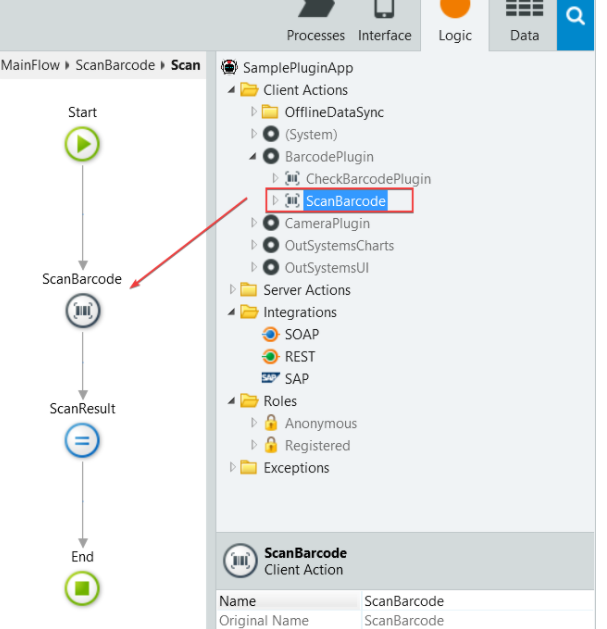 Processes Interface Logic Data
MainFlow ScanBarcode Scan
Start
ScanBarcode
ScanResult
End
SamplePluginApp
Client Actions
OfflineDataSync
(System)
BarcodePlugin
CheckBarcodePlugin
ScanBarcode
CameraPlugin
OutSystemsCharts
OutSystemsUI
Server Actions
Integrations
SOAP
REST
SAP SAP
Roles
Anonymous
Registered
Exceptions
ScanBarcode
Client Action
Name ScanBarcode
Original Name ScanBarcode